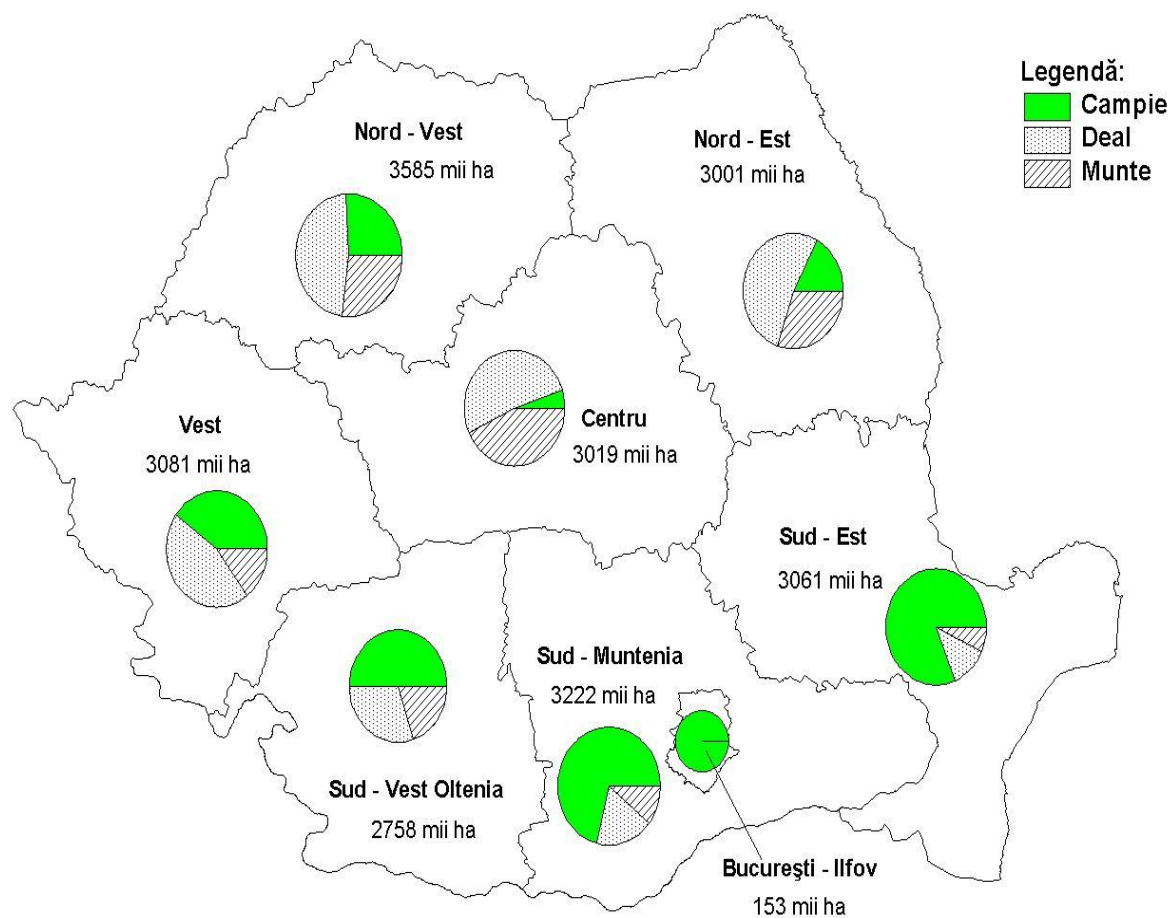 Legendă:
Campie
Deal
Munte
Nord - Vest
3585 mii ha
Nord - Est
3001 mii ha
Vest
3081 mii ha
Centru
3019 mii ha
Sud - Est
3061 mii ha
Sud - Muntenia
3222 mii ha
Sud - Vest Oltenia
2758 mii ha
Bucureşti - Ilfov
153 mii ha